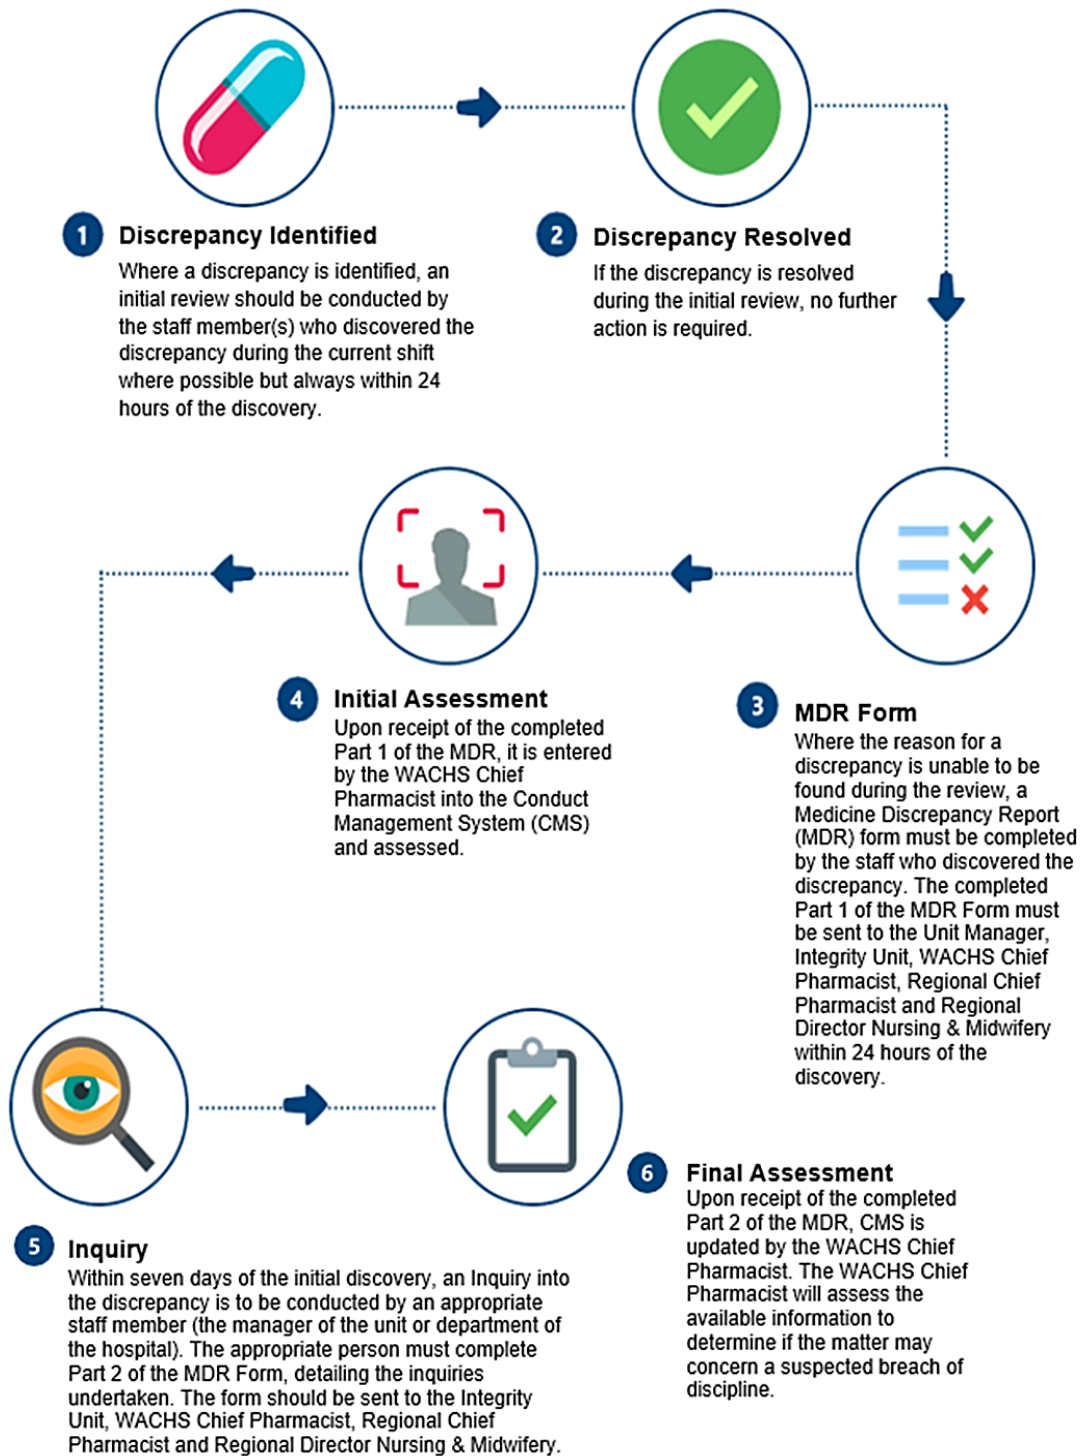 1 Discrepancy Identified
Where a discrepancy is identified, an
initial review should be conducted by
the staff member(s) who discovered the
discrepancy during the current shift
where possible but always within 24
hours of the discovery.
2 Discrepancy Resolved
If the discrepancy is resolved
during the initial review, no further
action is required.
3 MDR Form
Where the reason for a
discrepancy is unable to be
found during the review, a
Medicine Discrepancy Report
(MDR) form must be completed
by the staff who discovered the
discrepancy. The completed
Part 1 of the MDR Form must
be sent to the Unit Manager,
Integrity Unit, WACHS Chief
Pharmacist, Regional Chief
Pharmacist and Regional
Director Nursing & Midwifery
within 24 hours of the
discovery.
4 Initial Assessment
Upon receipt of the completed
Part 1 of the MDR, it is entered
by the WACHS Chief
Pharmacist into the Conduct
Management System (CMS)
and assessed.
5 Inquiry
Within seven days of the initial discovery, an Inquiry into
the discrepancy is to be conducted by an appropriate
staff member (the manager of the unit or department of
the hospital). The appropriate person must complete
Part 2 of the MDR Form, detailing the inquiries
undertaken. The form should be sent to the Integrity
Unit, WACHS Chief Pharmacist, Regional Chief
Pharmacist and Regional Director Nursing & Midwifery.
6 Final Assessment
Upon receipt of the completed
Part 2 of the MDR, CMS is
updated by the WACHS Chief
Pharmacist. The WACHS Chief
Pharmacist will assess the
available information to
determine if the matter may
concern a suspected breach of
discipline.